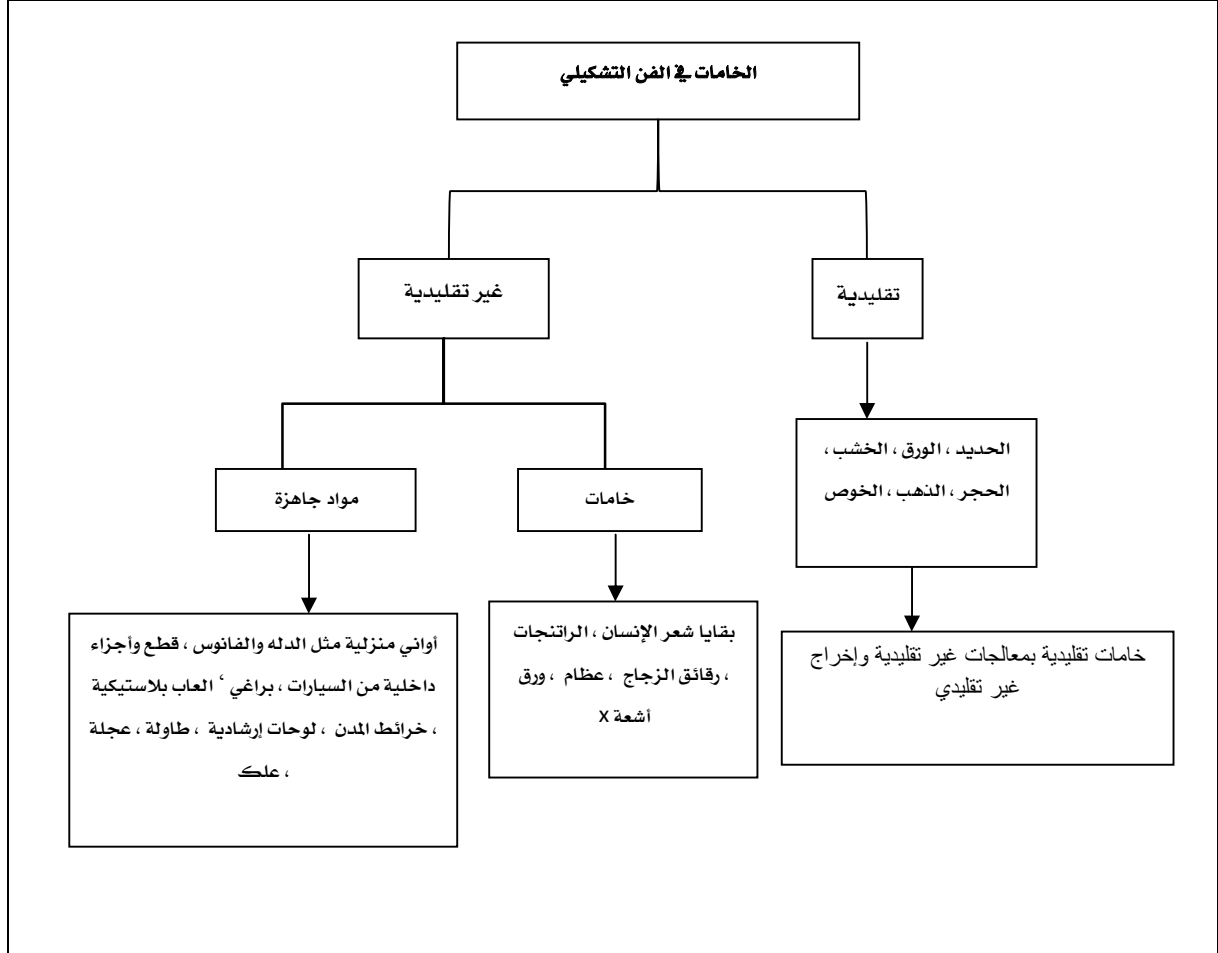 الخامات في الفن التشكيلي
تقليدية
غير تقليدية
الحديد ، الورق ، الخشب ،
الحجر ، الذهب ، الخوص
خامات
مواد جاهزة
خامات تقليدية بمعالجات غير تقليدية وإخراج
غير تقليدي
بقايا شعر الإنسان ، الراتنجات
، رقائق الزجاج ، عظام ، ورق
أشعة x
أواني منزلية مثل الدله والفانوس ، قطع وأجزاء
داخلية من السيارات ، براغي ‘ العاب بلاستيكية
، خرائط المدن ، لوحات إرشادية ، طاولة ، عجلة
، علك